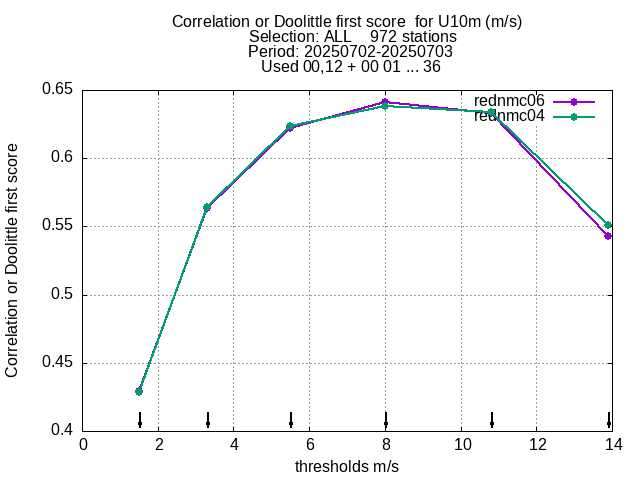 Correlation or Doolittle first score  for U10m (m/s)
Selection: ALL    972 stations
Period: 20250702-20250703
Used 00,12 + 00 01 ... 36
rednmc06
rednmc04
Correlation or Doolittle first score
0.65
0.6
0.55
0.5
0.45
0.4
0 2 4 6 8 10 12 14
thresholds m/s